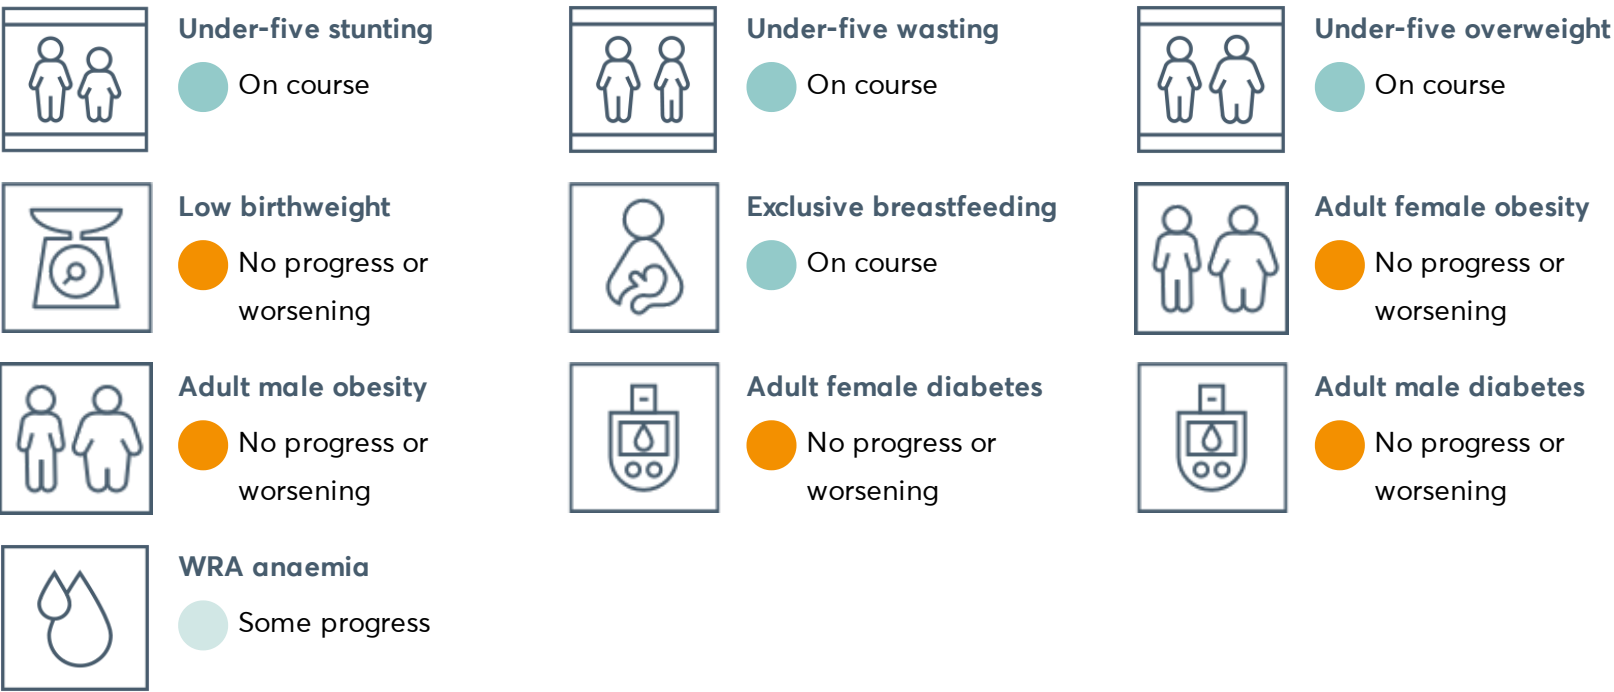 Under-five stunting
On course
Under-five wasting
On course
Under-five overweight
On course
Low birthweight
No progress or
worsening
Exclusive breastfeeding
On course
Adult female obesity
No progress or
worsening
Adult male obesity
No progress or
worsening
Adult female diabetes
No progress or
worsening
Adult male diabetes
No progress or
worsening
WRA anaemia
Some progress